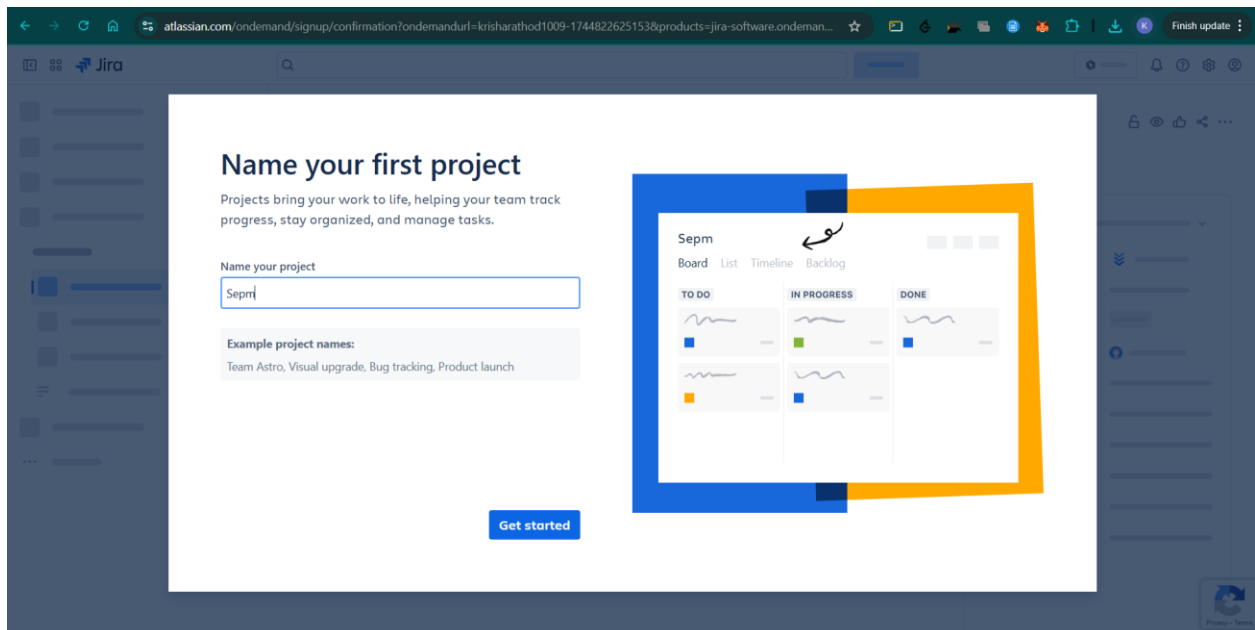 atlassian.com/ondemand/signup/confirmation?ondemandurl=krisharathod1009-1744822625153&products=jira-software.ondeman...
K
Finish update
Jira
Name your first project
Projects bring your work to life, helping your team track
progress, stay organized, and manage tasks.
Name your project
Sepm
Example project names:
Team Astro, Visual upgrade, Bug tracking, Product launch
Get started
Sepm
Board List Timeline Backlog
TO DO IN PROGRESS DONE
Privacy - Terms